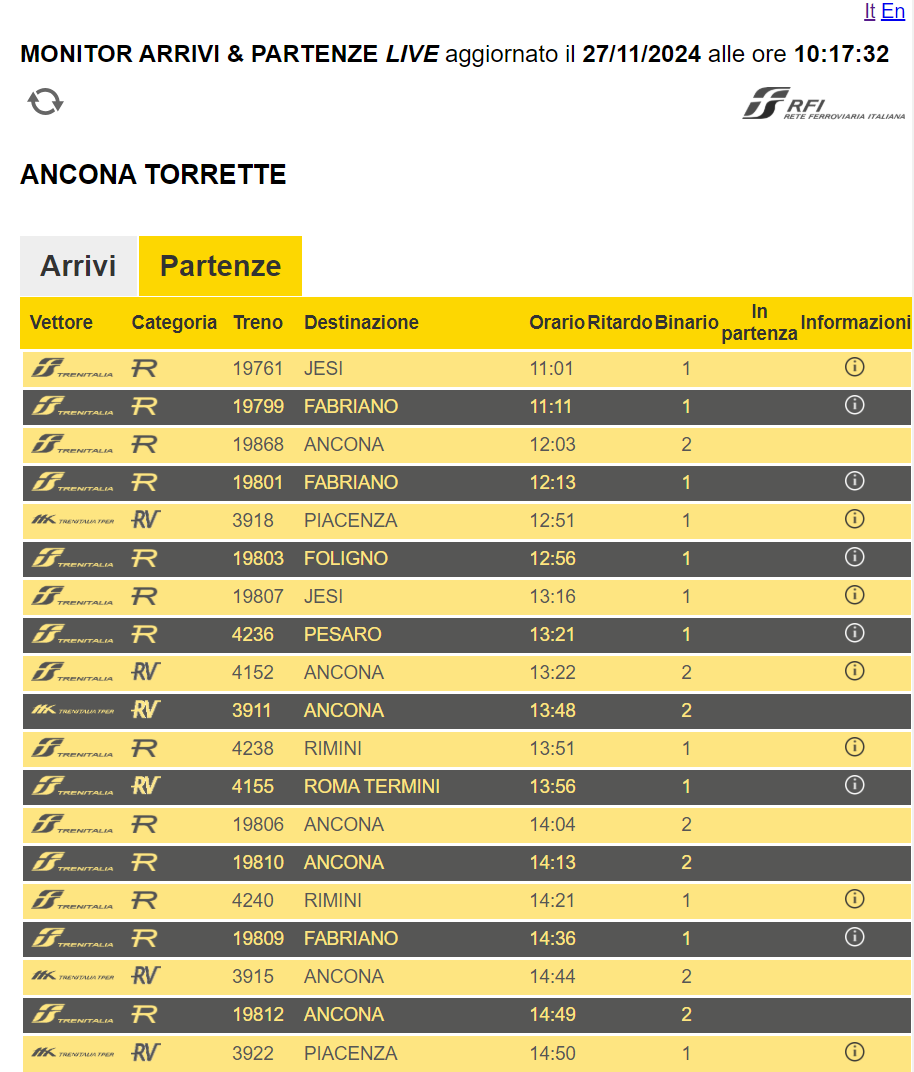 It En
MONITOR ARRIVI & PARTENZE LIVE aggiornato il 27/11/2024 alle ore 10:17:32
RFI
RETE FERROVIARIA ITALIANA
ANCONA TORRETTE
Arrivi Partenze
Vettore Categoria Treno Destinazione Orario Ritardo Binario In partenza Informazioni
TRENITALIA R 19761 JESI 11:01 1 i
TRENITALIA R 19799 FABRIANO 11:11 1 i
TRENITALIA R 19868 ANCONA 12:03 2
TRENITALIA R 19801 FABRIANO 12:13 1 i
TRENITALIA TPER RV 3918 PIACENZA 12:51 1 i
TRENITALIA R 19803 FOLIGNO 12:56 1 i
TRENITALIA R 19807 JESI 13:16 1 i
TRENITALIA R 4236 PESARO 13:21 1 i
TRENITALIA RV 4152 ANCONA 13:22 2 i
TRENITALIA TPER RV 3911 ANCONA 13:48 2
TRENITALIA R 4238 RIMINI 13:51 1 i
TRENITALIA RV 4155 ROMA TERMINI 13:56 1 i
TRENITALIA R 19806 ANCONA 14:04 2
TRENITALIA R 19810 ANCONA 14:13 2
TRENITALIA R 4240 RIMINI 14:21 1 i
TRENITALIA R 19809 FABRIANO 14:36 1 i
TRENITALIA TPER RV 3915 ANCONA 14:44 2
TRENITALIA R 19812 ANCONA 14:49 2
TRENITALIA TPER RV 3922 PIACENZA 14:50 1 i